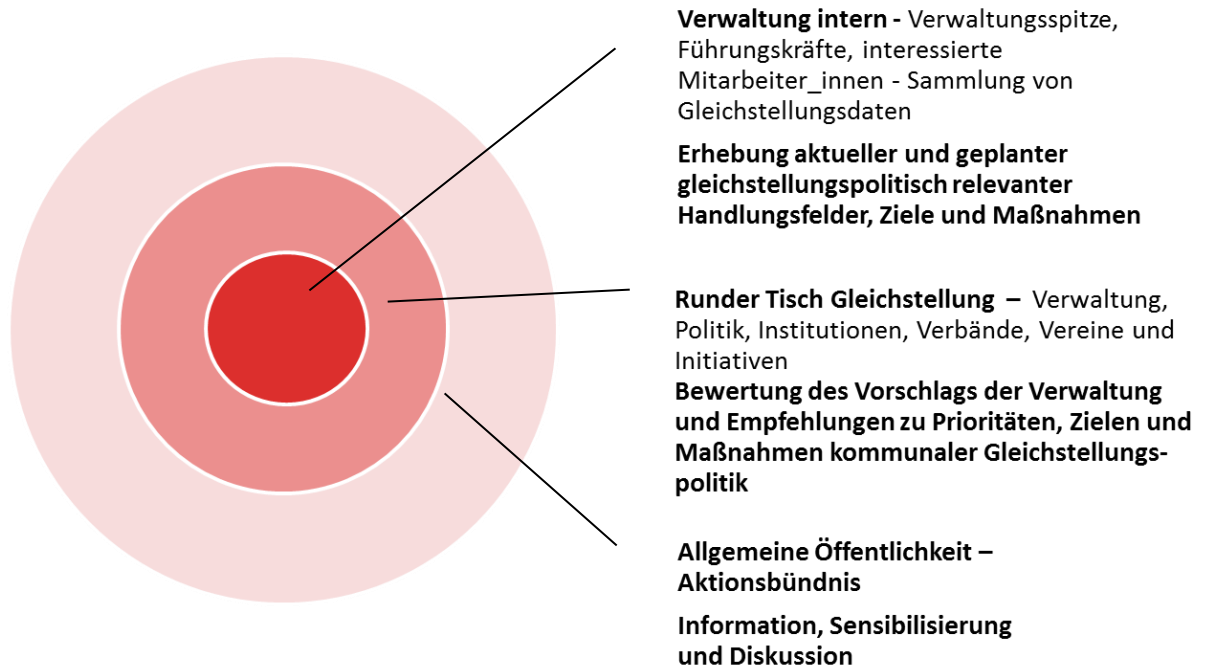 Verwaltung intern - Verwaltungsspitze,
Führungskräfte, interessierte
Mitarbeiter_innen - Sammlung von
Gleichstellungsdaten
Erhebung aktueller und geplanter
gleichstellungspolitisch relevanter
Handlungsfelder, Ziele und Maßnahmen
Runder Tisch Gleichstellung – Verwaltung,
Politik, Institutionen, Verbände, Vereine und
Initiativen
Bewertung des Vorschlags der Verwaltung
und Empfehlungen zu Prioritäten, Zielen und
Maßnahmen kommunaler Gleichstellungs-
politik
Allgemeine Öffentlichkeit –
Aktionsbündnis
Information, Sensibilisierung
und Diskussion